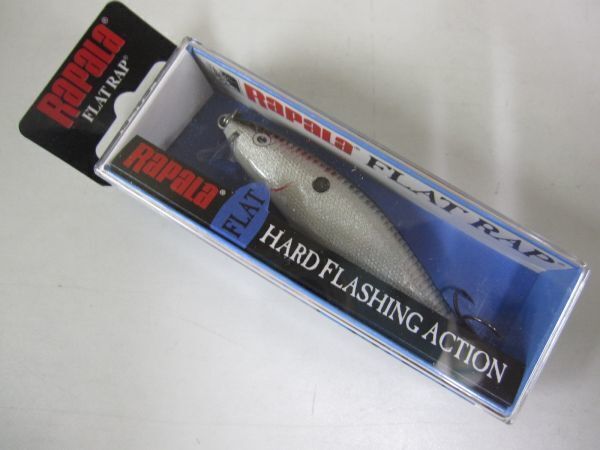 RAPALA
FLAT RAP®
RAPALA
FLAT RAP
RAPALA
FLAT
HARD FLASHING ACTION